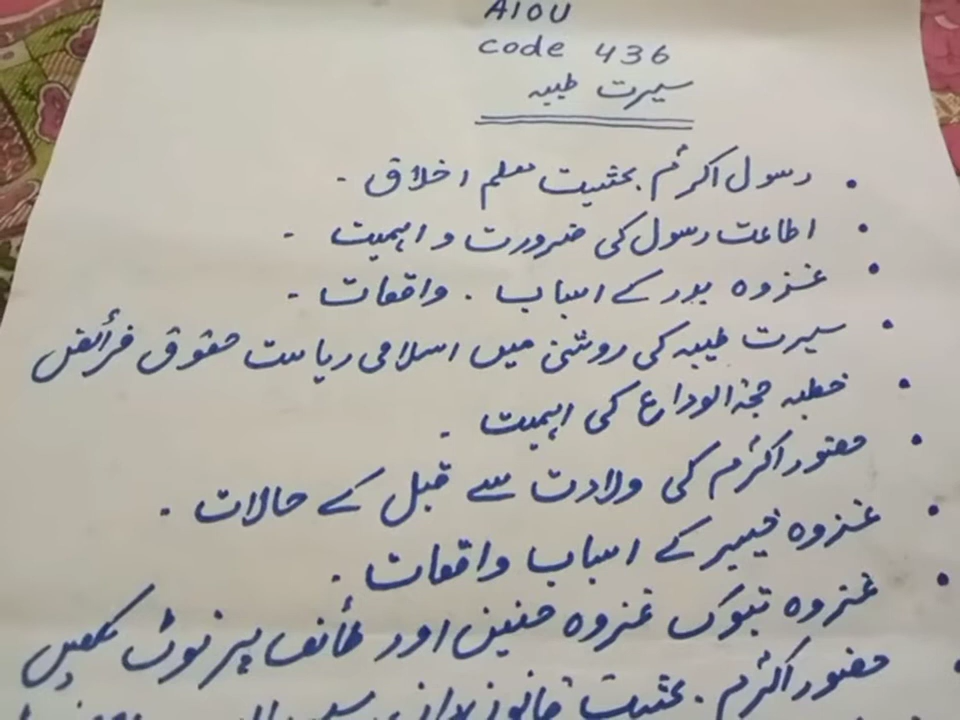 AIOU
code 436
سیرت طیبہ
• رسول اکرم بحثیت معلم اخلاق -
• اطاعت رسول کی ضرورت و اہمیت -
• غزوہ بدر کے اسباب . واقعات -
• سیرت طیبہ کی روشنی میں اسلامی ریاست حقوق فرائض
• خطبہ حجۃ الوداع کی اہمیت -
• حضور اکرم کی ولادت سے قبل کے حالات -
• غزوہ خیبر کے اسباب واقعات -
• غزوہ تبوک غزوہ حنین اور طائف پر نوٹ لکھیں
• حضور اکرم . بحثیت قانون